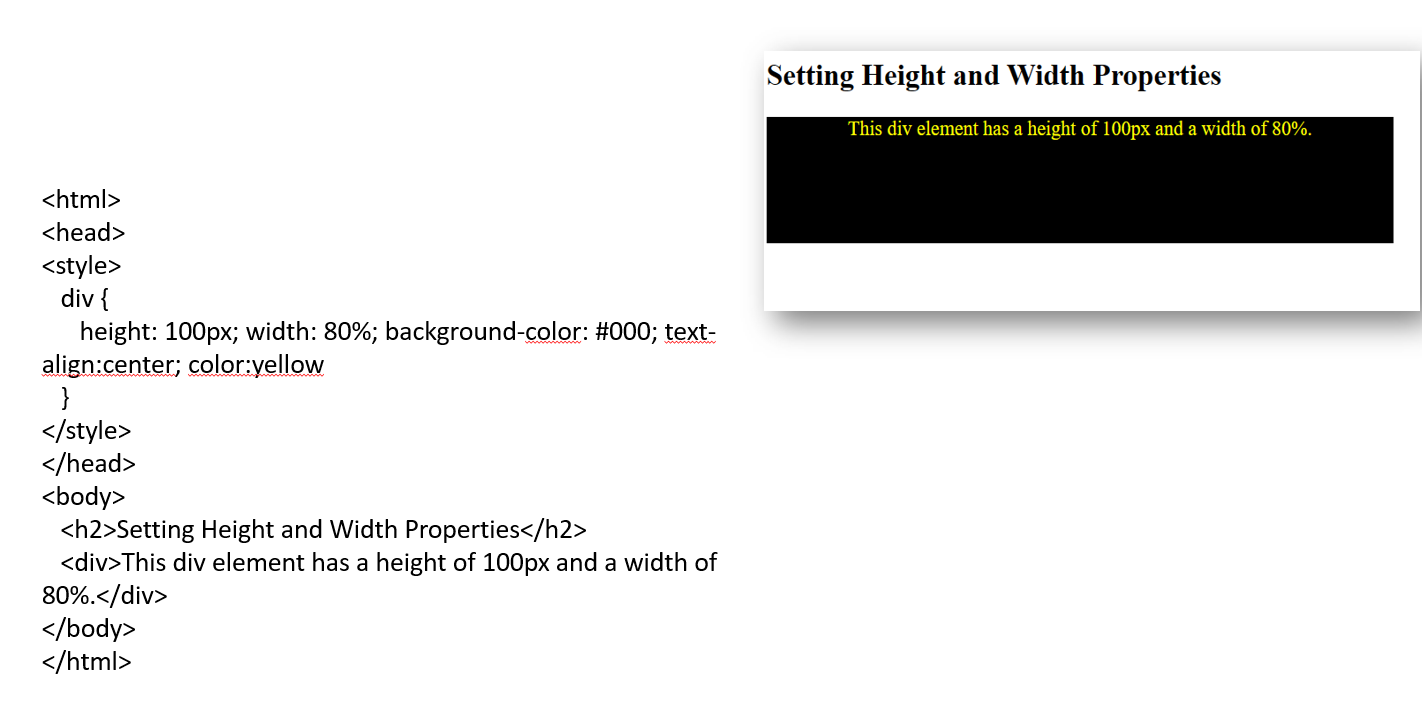 <html>
<head>
<style>
div {
height: 100px; width: 80%; background-color: #000; text-
align:center; color:yellow
}
</style>
</head>
<body>
<h2>Setting Height and Width Properties</h2>
<div>This div element has a height of 100px and a width of
80%.</div>
</body>
</html>
Setting Height and Width Properties
This div element has a height of 100px and a width of 80%.